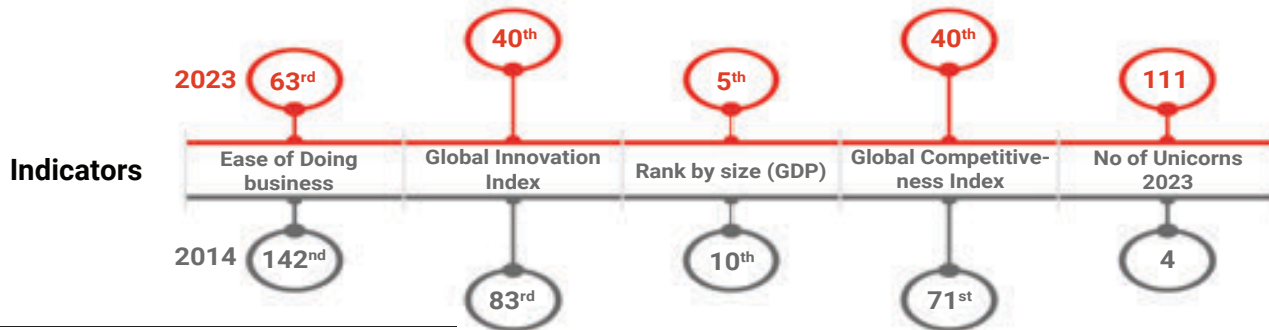 40th
40th
2023
63rd
5th
111
Indicators
Ease of Doing
business
Global Innovation
Index
Rank by size (GDP)
Global Competitive-
ness Index
No of Unicorns
2023
2014
142nd
10th
4
83rd
71st